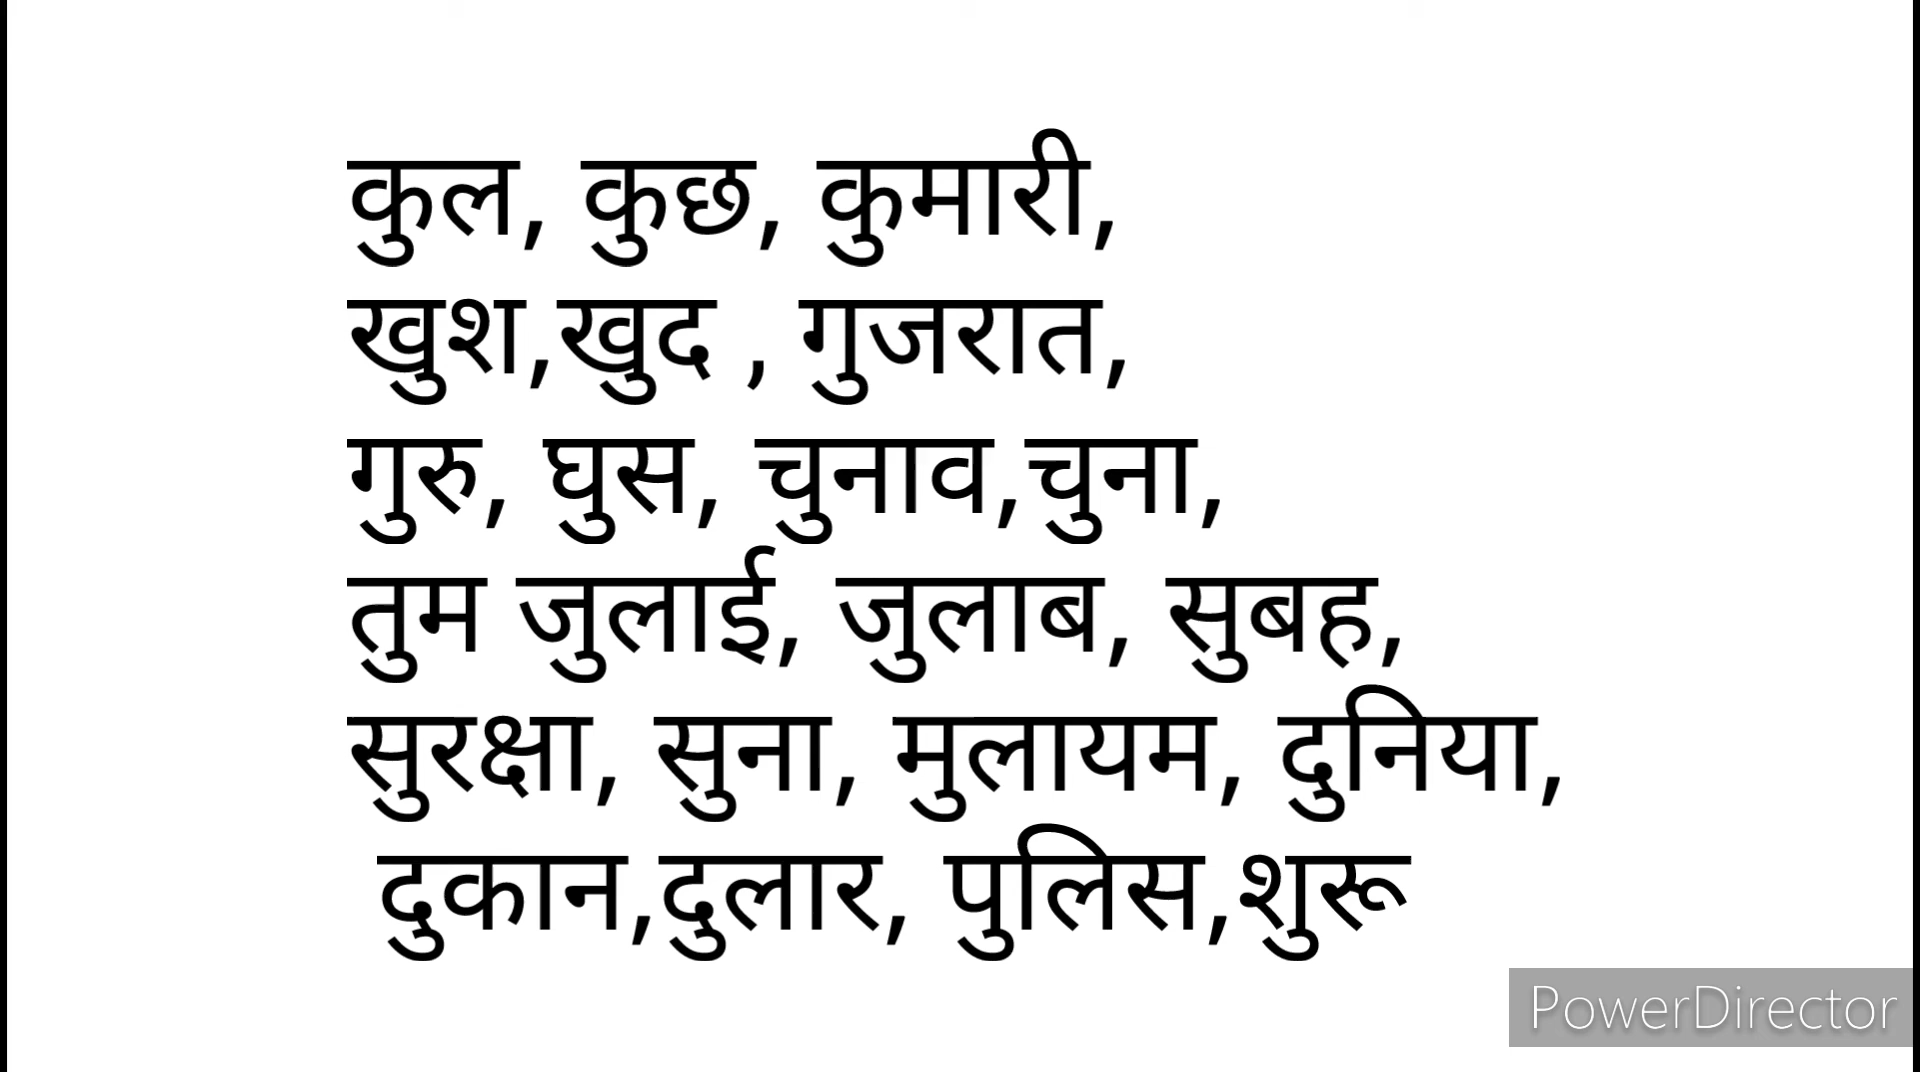 कुल, कुछ, कुमारी,
खुश,खुद , गुजरात,
गुरु, घुस, चुनाव,चुना,
तुम जुलाई, जुलाब, सुबह,
सुरक्षा, सुना, मुलायम, दुनिया,
दुकान,दुलार, पुलिस,शुरू
PowerDirector